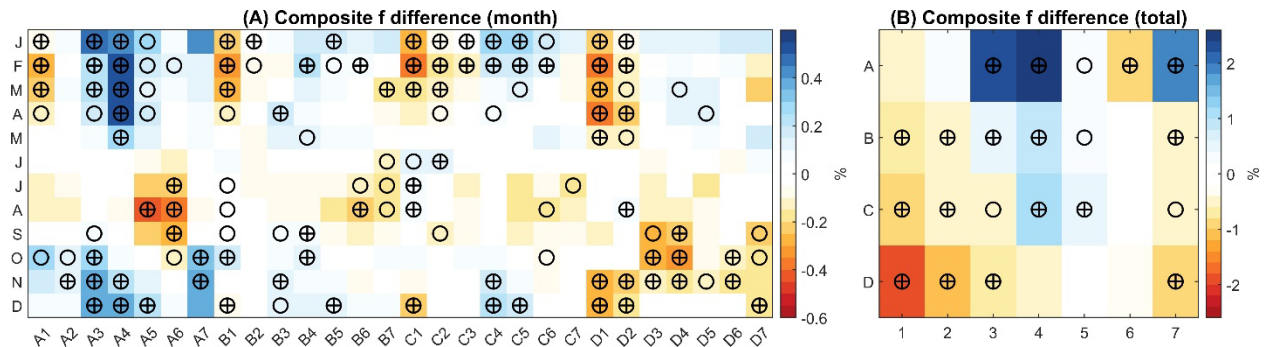 (A) Composite f difference (month)
J
F
M
A
M
J
J
A
S
O
N
D
A1 A2 A3 A4 A5 A6 A7 B1 B2 B3 B4 B5 B6 B7 C1 C2 C3 C4 C5 C6 C7 D1 D2 D3 D4 D5 D6 D7
0.4
0.2
0
-0.2
-0.4
-0.6
%
(B) Composite f difference (total)
A
B
C
D
1 2 3 4 5 6 7
2
1
0
-1
-2
%